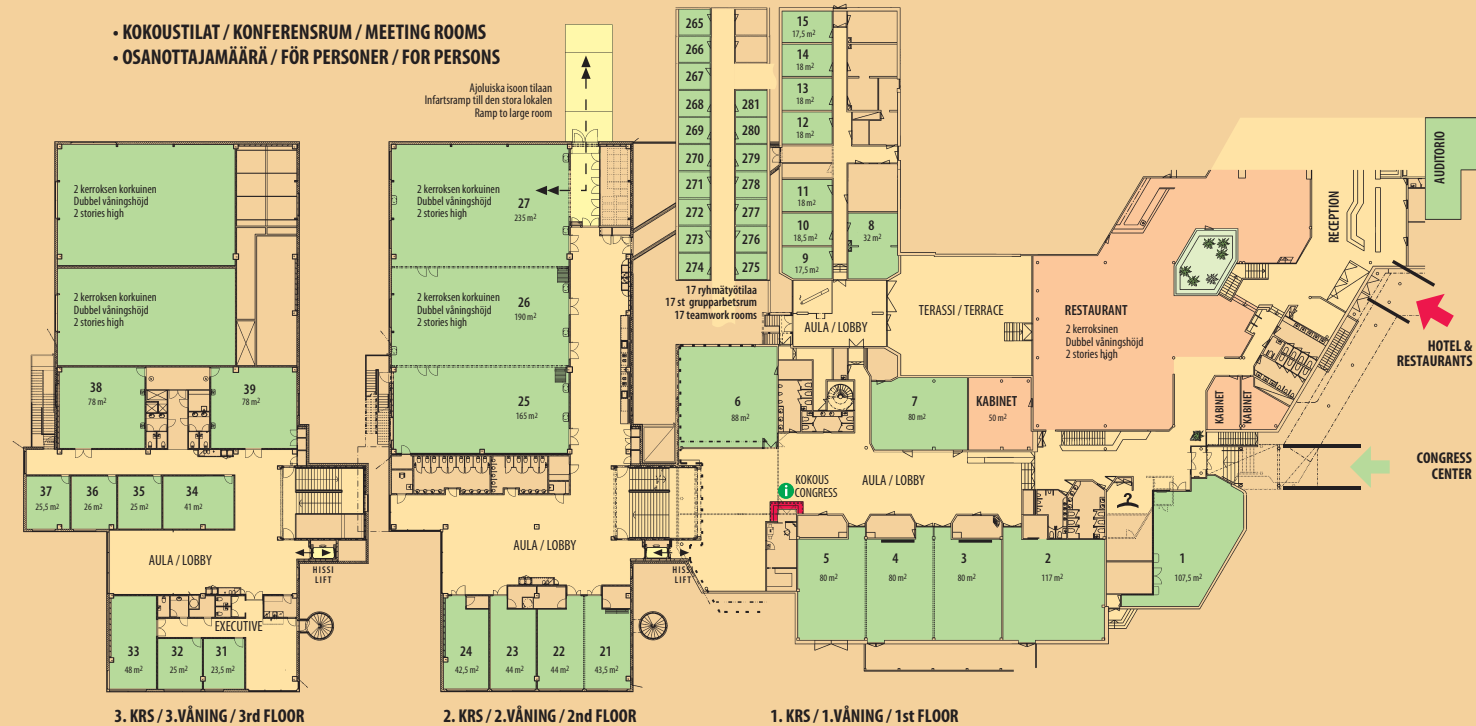 • KOKOUSTILAT / KONFERENSRUM / MEETING ROOMS
• OSANOTTAJAMÄÄRÄ / FÖR PERSONER / FOR PERSONS
Ajoluiska isoon tilaan
Infartsramp till den stora lokalen
Ramp to large room
2 kerroksen korkuinen
Dubbel våningshöjd
2 stories high
2 kerroksen korkuinen
Dubbel våningshöjd
2 stories high
38
78 m²
39
78 m²
37
25,5 m²
36
26 m²
35
25 m²
34
41 m²
AULA / LOBBY
HISSI
LIFT
EXECUTIVE
33
48 m²
32
25 m²
31
23,5 m²
3. KRS / 3.VÅNING / 3rd FLOOR
2 kerroksen korkuinen
Dubbel våningshöjd
2 stories high
27
235 m²
2 kerroksen korkuinen
Dubbel våningshöjd
2 stories high
26
190 m²
25
165 m²
AULA / LOBBY
HISSI
LIFT
24
42,5 m²
23
44 m²
22
44 m²
21
43,5 m²
2. KRS / 2.VÅNING / 2nd FLOOR
265
266
267
268
269
270
271
272
273
274
281
280
279
278
277
276
275
17 ryhmätyötilaa
17 st grupparbetsrum
17 teamwork rooms
15
17,5 m²
14
18 m²
13
18 m²
12
18 m²
11
18 m²
10
18,5 m²
9
17,5 m²
8
32 m²
AULA / LOBBY
TERASSI / TERRACE
RESTAURANT
2 kerroksinen
Dubbel våningshöjd
2 stories high
RECEPTION
AUDITORIO
HOTEL &
RESTAURANTS
6
88 m²
7
80 m²
KABINET
50 m²
KABINET
KABINET
CONGRESS
CENTER
i
KOKOUS
CONGRESS
AULA / LOBBY
5
80 m²
4
80 m²
3
80 m²
2
117 m²
1
107,5 m²
1. KRS / 1.VÅNING / 1st FLOOR